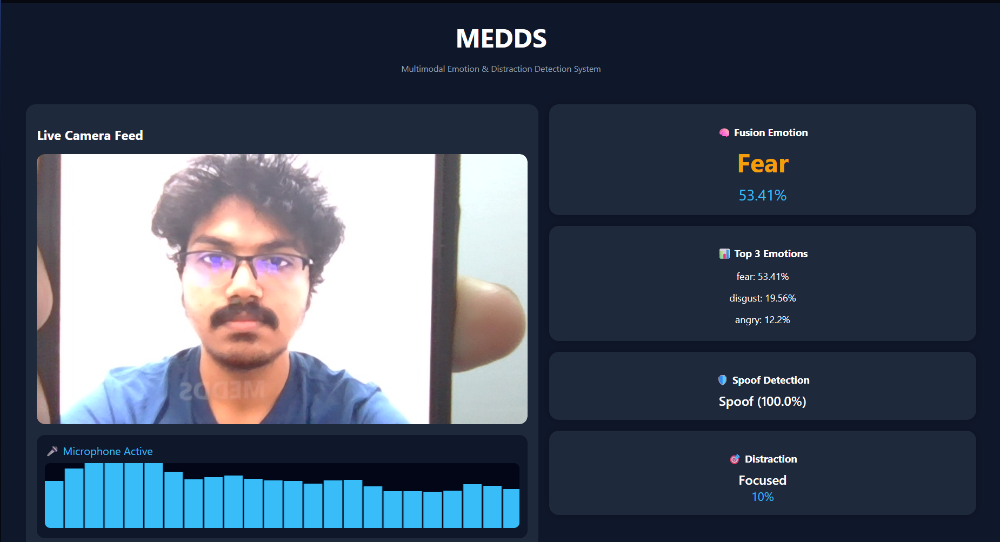 MEDDS
Multimodal Emotion & Distraction Detection System
Live Camera Feed
MEDDS
🎤 Microphone Active
🧠 Fusion Emotion
Fear
53.41%
📊 Top 3 Emotions
fear: 53.41%
disgust: 19.56%
angry: 12.2%
🛡️ Spoof Detection
Spoof (100.0%)
🎯 Distraction
Focused
10%